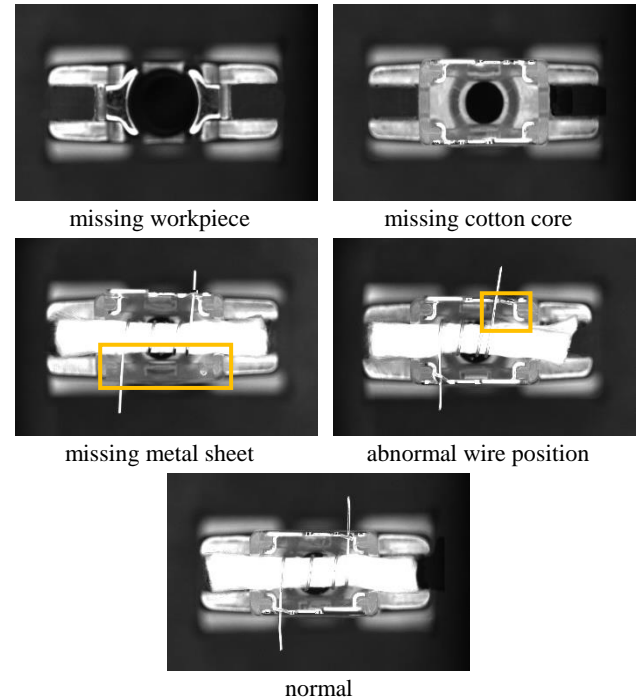 missing workpiece
missing cotton core
missing metal sheet
abnormal wire position
normal